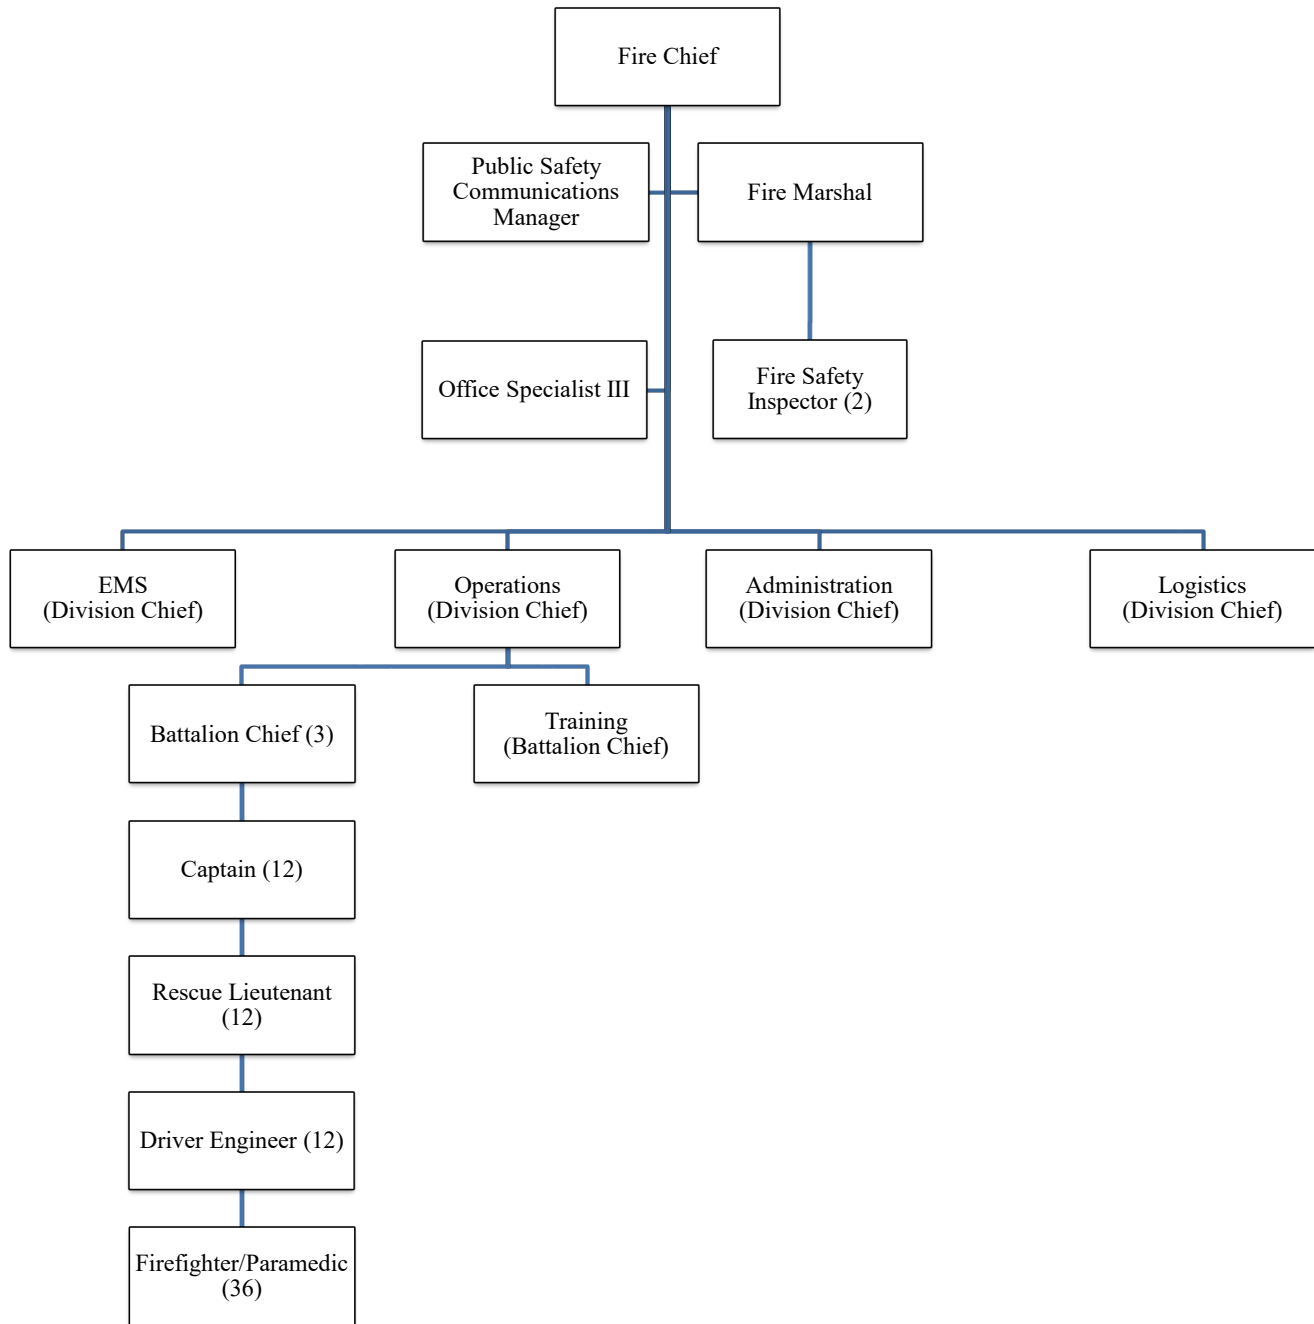 Fire Chief
Public Safety
Communications
Manager
Fire Marshal
Office Specialist III
Fire Safety
Inspector (2)
EMS
(Division Chief)
Operations
(Division Chief)
Administration
(Division Chief)
Logistics
(Division Chief)
Battalion Chief (3)
Training
(Battalion Chief)
Captain (12)
Rescue Lieutenant
(12)
Driver Engineer (12)
Firefighter/Paramedic
(36)